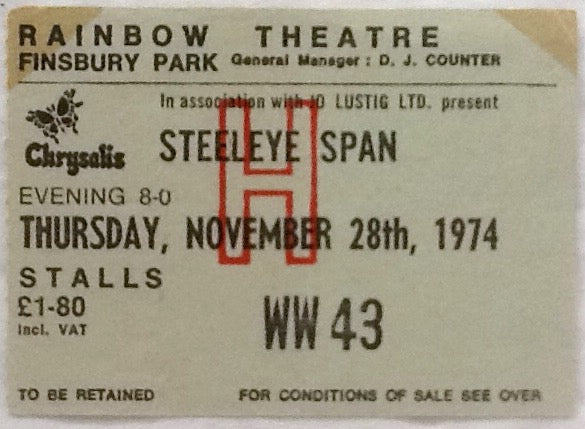 RAINBOW THEATRE
FINSBURY PARK General Manager : D. J. COUNTER
In association with JO LUSTIG LTD. present
Chrysalis
STEELEYE SPAN
H
EVENING 8-0
THURSDAY, NOVEMBER 28th, 1974
STALLS
£1-80
incl. VAT
WW 43
TO BE RETAINED FOR CONDITIONS OF SALE SEE OVER